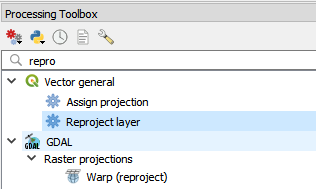 Processing Toolbox
repro
Vector general
Assign projection
Reproject layer
GDAL
GDAL
Raster projections
Warp (reproject)